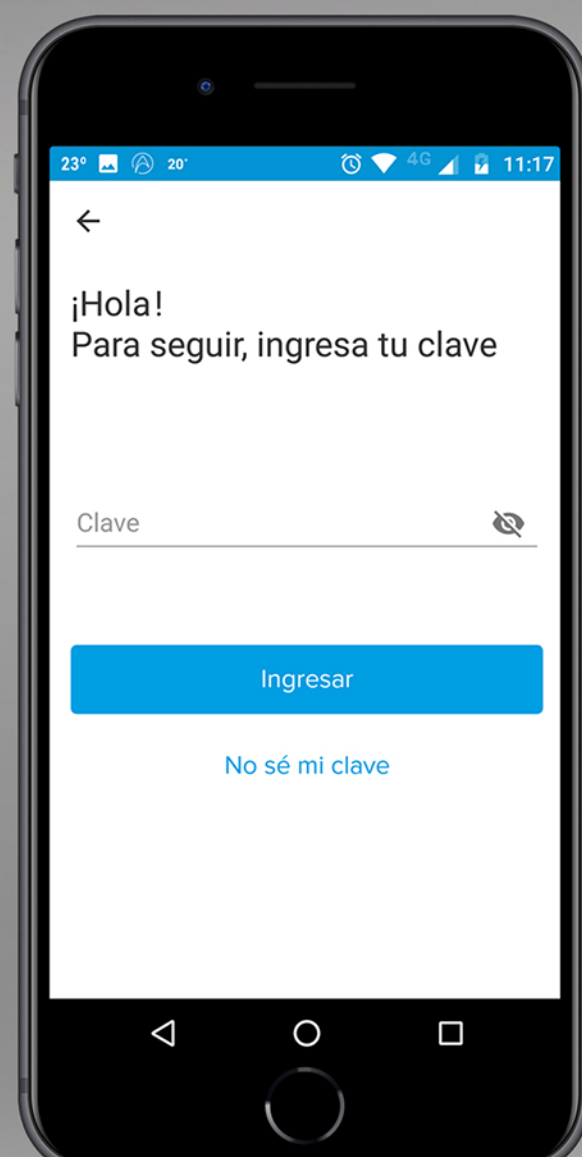 23° 20° 4G 11:17
¡Hola!
Para seguir, ingresa tu clave
Clave
Ingresar
No sé mi clave